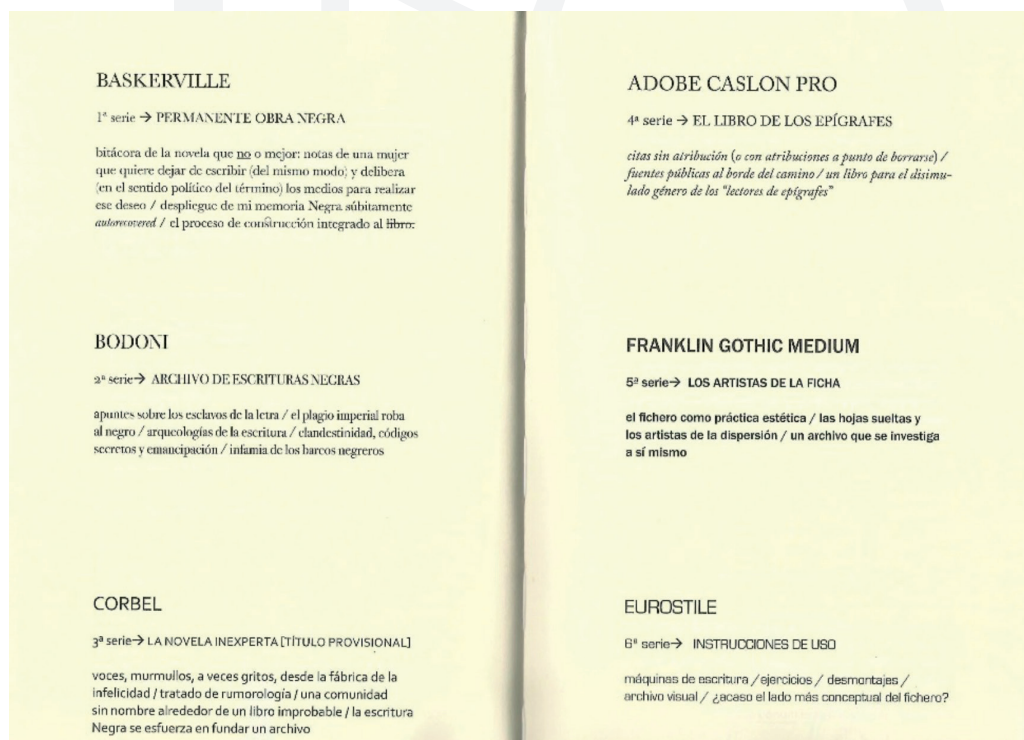 BASKERVILLE
1ª serie → PERMANENTE OBRA NEGRA
bitácora de la novela que no o mejor: notas de una mujer
que quiere dejar de escribir (del mismo modo) y delibera
(en el sentido político del término) los medios para realizar
ese deseo / despliegue de mi memoria Negra súbitamente
autorecovered / el proceso de construcción integrado al libro.
BODONI
2ª serie→ ARCHIVO DE ESCRITURAS NEGRAS
apuntes sobre los esclavos de la letra / el plagio imperial roba
al negro / arqueologías de la escritura / clandestinidad, códigos
secretos y emancipación / infamia de los barcos negreros
CORBEL
3ª serie→ LA NOVELA INEXPERTA [TÍTULO PROVISIONAL]
voces, murmullos, a veces gritos, desde la fábrica de la
infelicidad / tratado de rumorología / una comunidad
sin nombre alrededor de un libro improbable / la escritura
Negra se esfuerza en fundar un archivo
ADOBE CASLON PRO
4ª serie → EL LIBRO DE LOS EPÍGRAFES
citas sin atribución (o con atribuciones a punto de borrarse) /
fuentes públicas al borde del camino / un libro para el disimu-
lado género de los "lectores de epígrafes"
FRANKLIN GOTHIC MEDIUM
5ª serie→ LOS ARTISTAS DE LA FICHA
el fichero como práctica estética / las hojas sueltas y
los artistas de la dispersión / un archivo que se investiga
a sí mismo
EUROSTILE
6ª serie→ INSTRUCCIONES DE USO
máquinas de escritura / ejercicios / desmontajes /
archivo visual / ¿acaso el lado más conceptual del fichero?